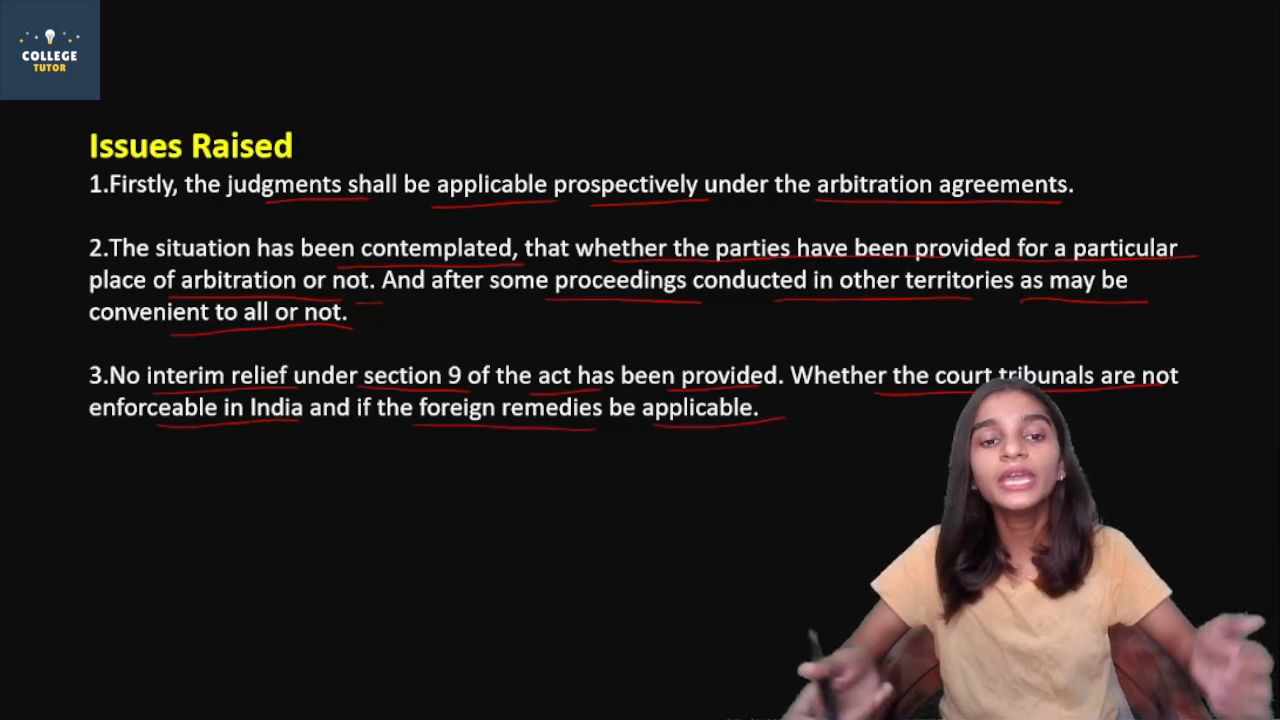 COLLEGE
TUTOR
Issues Raised
1.Firstly, the judgments shall be applicable prospectively under the arbitration agreements.
2.The situation has been contemplated, that whether the parties have been provided for a particular
place of arbitration or not. And after some proceedings conducted in other territories as may be
convenient to all or not.
3.No interim relief under section 9 of the act has been provided. Whether the court tribunals are not
enforceable in India and if the foreign remedies be applicable.